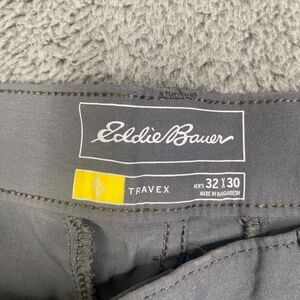 Eddie Bauer
TRAVEX
MEN'S 32 X 30
MADE IN BANGLADESH